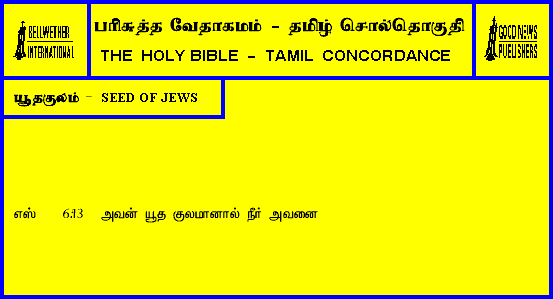 BELLWETHER
INTERNATIONAL
பரிசுத்த வேதாகமம் - தமிழ் சொல்தொகுதி
THE HOLY BIBLE - TAMIL CONCORDANCE
GOOD NEWS
PUBLISHERS
யூதகுலம் - SEED OF JEWS
எஸ் 6:13 அவன் யூத குலமானால் நீர் அவனை